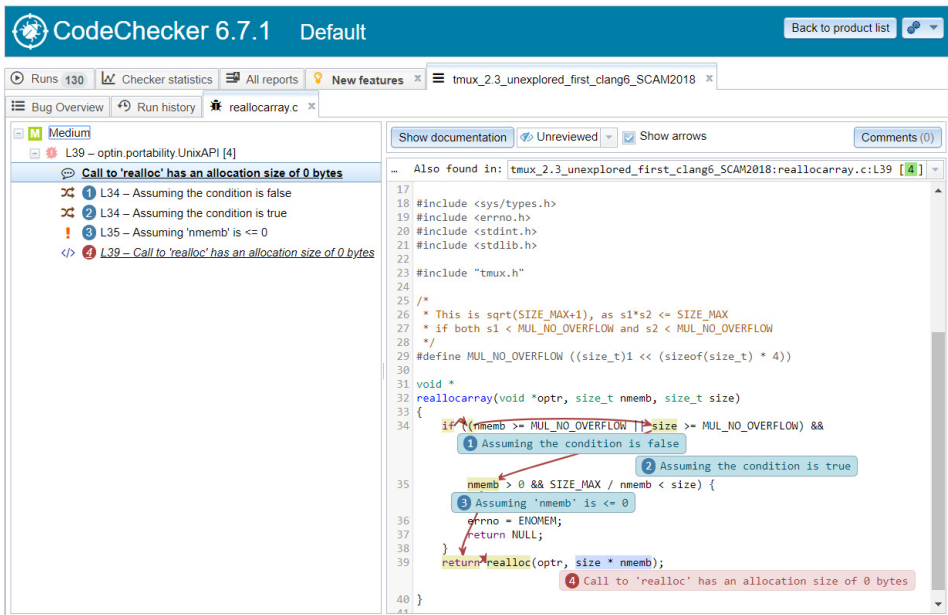 CodeChecker 6.7.1 Default
Back to product list
Runs 130 Checker statistics All reports New features × tmux_2.3_unexplored_first_clang6_SCAM2018 ×
Bug Overview Run history reallocarray.c ×
M Medium
L39 – optin.portability.UnixAPI [4]
Call to 'realloc' has an allocation size of 0 bytes
1 L34 – Assuming the condition is false
2 L34 – Assuming the condition is true
3 L35 – Assuming 'nmemb' is <= 0
4 L39 – Call to 'realloc' has an allocation size of 0 bytes
Show documentation Unreviewed Show arrows Comments (0)
... Also found in: tmux_2.3_unexplored_first_clang6_SCAM2018:reallocarray.c:L39 [4]
17
18 #include <sys/types.h>
19 #include <errno.h>
20 #include <stdint.h>
21 #include <stdlib.h>
22
23 #include "tmux.h"
24
25 /*
26 * This is sqrt(SIZE_MAX+1), as s1*s2 <= SIZE_MAX
27 * if both s1 < MUL_NO_OVERFLOW and s2 < MUL_NO_OVERFLOW
28 */
29 #define MUL_NO_OVERFLOW ((size_t)1 << (sizeof(size_t) * 4))
30
31 void *
32 reallocarray(void *optr, size_t nmemb, size_t size)
33 {
34 if ((nmemb >= MUL_NO_OVERFLOW || size >= MUL_NO_OVERFLOW) &&
1 Assuming the condition is false
2 Assuming the condition is true
35 nmemb > 0 && SIZE_MAX / nmemb < size) {
3 Assuming 'nmemb' is <= 0
36 errno = ENOMEM;
37 return NULL;
38 }
39 return realloc(optr, size * nmemb);
4 Call to 'realloc' has an allocation size of 0 bytes
40 }
41